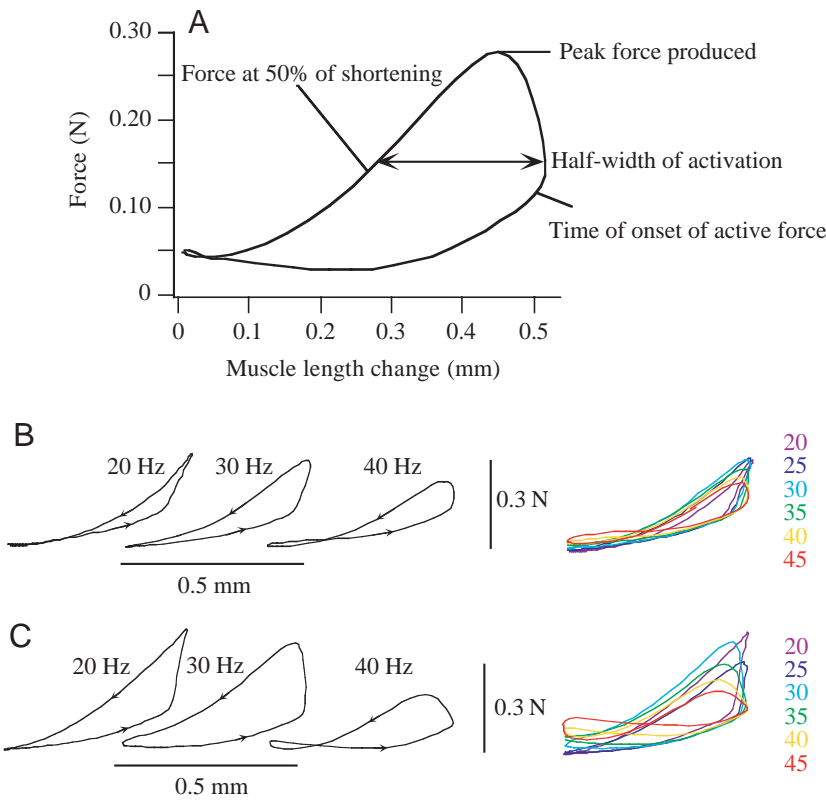 A
0.30
Peak force produced
Force at 50% of shortening
0.20
Force (N)
Half-width of activation
0.10
Time of onset of active force
0
0 0.1 0.2 0.3 0.4 0.5
Muscle length change (mm)
B
20 Hz 30 Hz 40 Hz
0.3 N
0.5 mm
20
25
30
35
40
45
C
20 Hz 30 Hz 40 Hz
0.3 N
0.5 mm
20
25
30
35
40
45